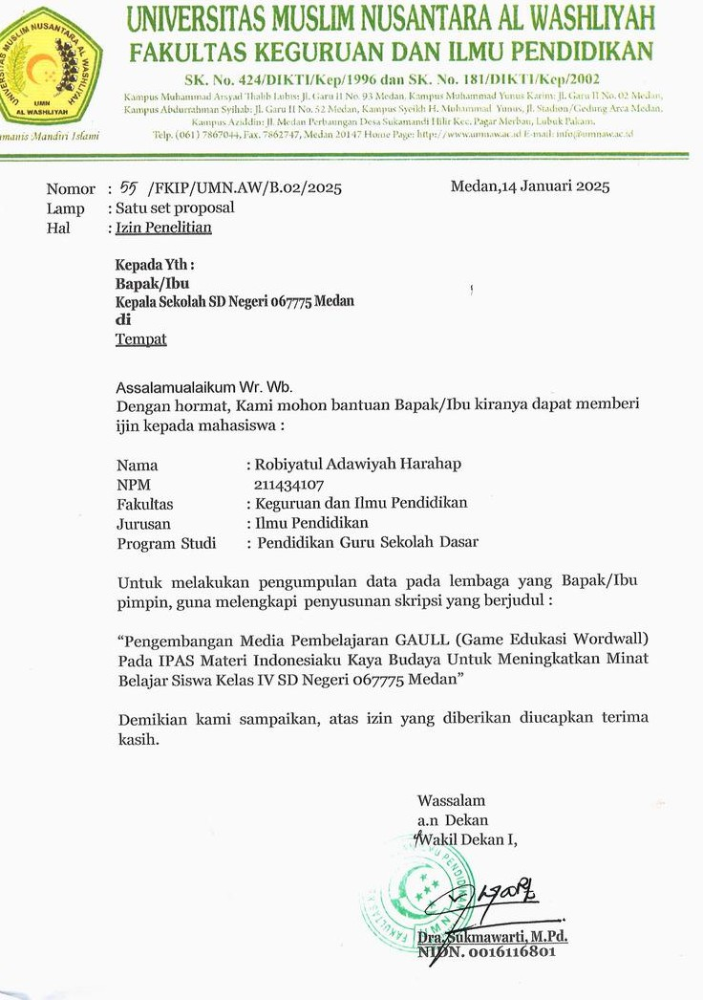 UNIVERSITAS MUSLIM NUSANTARA AL WASHLIYAH
FAKULTAS KEGURUAN DAN ILMU PENDIDIKAN
SK. No. 424/DIKTI/Kep/1996 dan SK. No. 181/DIKTI/Kep/2002
Kampus Muhammad Arsyad Thalib Lubis: Jl. Garu II No. 93 Medan, Kampus Muhammad Yunus Karim: Jl. Garu II No. 02 Medan,
Kampus Abdurrahman Syihab: Jl. Garu II No. 52 Medan, Kampus Syeikh H. Muhammad Yunus, Jl. Stadion/Gedung Arca Medan,
Kampus Aziddin: Jl. Medan Perbaungan Desa Sukamandi Hilir Kec. Pagar Merbau, Lubuk Pakam.
Telp. (061) 7867044, Fax. 7862747, Medan 20147 Home Page: http://www.umnaw.ac.id E-mail: info@umnaw.ac.id
UNIVERSITAS MUSLIM NUSANTARA AL WASHLIYAH
UMN
AL WASHLIYAH
manis Mandiri Islami
Nomor : 55 /FKIP/UMN.AW/B.02/2025 Medan,14 Januari 2025
Lamp : Satu set proposal
Hal : Izin Penelitian
Kepada Yth :
Bapak/Ibu
Kepala Sekolah SD Negeri 067775 Medan
di
Tempat
Assalamualaikum Wr. Wb.
Dengan hormat, Kami mohon bantuan Bapak/Ibu kiranya dapat memberi
ijin kepada mahasiswa :
Nama : Robiyatul Adawiyah Harahap
NPM 211434107
Fakultas : Keguruan dan Ilmu Pendidikan
Jurusan : Ilmu Pendidikan
Program Studi : Pendidikan Guru Sekolah Dasar
Untuk melakukan pengumpulan data pada lembaga yang Bapak/Ibu
pimpin, guna melengkapi penyusunan skripsi yang berjudul :
“Pengembangan Media Pembelajaran GAULL (Game Edukasi Wordwall)
Pada IPAS Materi Indonesiaku Kaya Budaya Untuk Meningkatkan Minat
Belajar Siswa Kelas IV SD Negeri 067775 Medan”
Demikian kami sampaikan, atas izin yang diberikan diucapkan terima
kasih.
Wassalam
a.n Dekan
Wakil Dekan I,
Dra. Sukmawarti, M.Pd.
NIDN. 0016116801